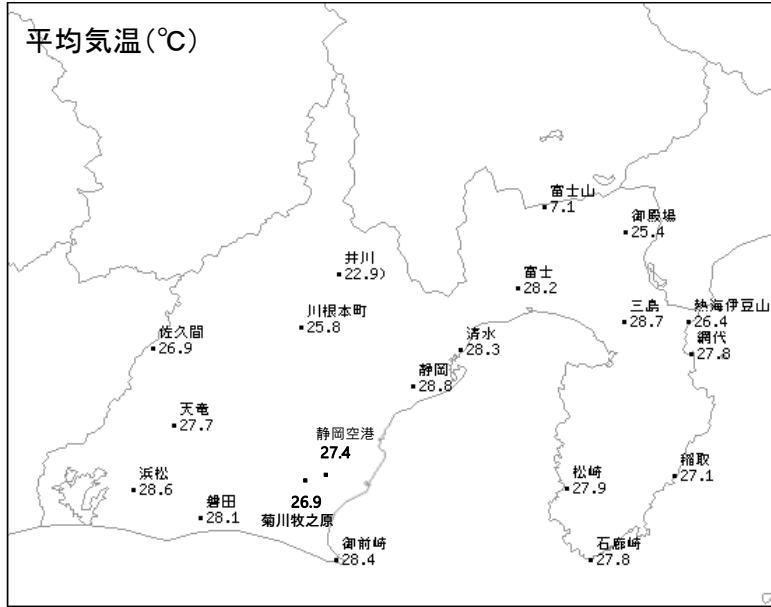 平均気温(℃)
富士山
7.1
御殿場
25.4
井川
22.9)
富士
28.2
川根本町
25.8
三島
28.7
熱海伊豆山
26.4
佐久間
26.9
清水
28.3
網代
27.8
静岡
28.8
天竜
27.7
静岡空港
27.4
浜松
28.6
松崎
27.9
稲取
27.1
磐田
28.1
26.9
菊川牧之原
御前崎
28.4
石廊崎
27.8